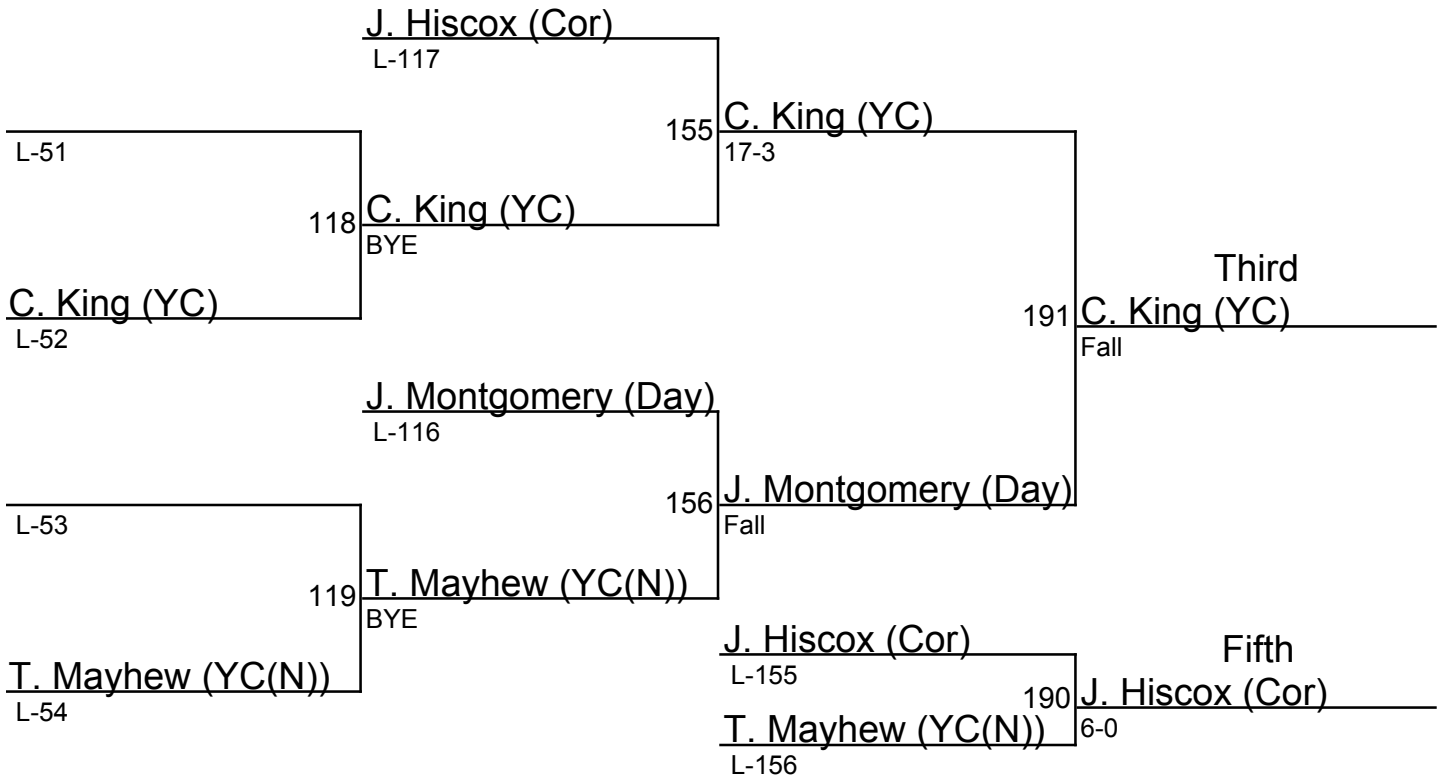 J. Hiscox (Cor)
L-117
155 C. King (YC)
17-3
L-51
118 C. King (YC)
BYE
Third
C. King (YC)
L-52
191 C. King (YC)
Fall
J. Montgomery (Day)
L-116
156 J. Montgomery (Day)
Fall
L-53
119 T. Mayhew (YC(N))
BYE
J. Hiscox (Cor)
L-155
Fifth
T. Mayhew (YC(N))
L-54
190 J. Hiscox (Cor)
6-0
T. Mayhew (YC(N))
L-156